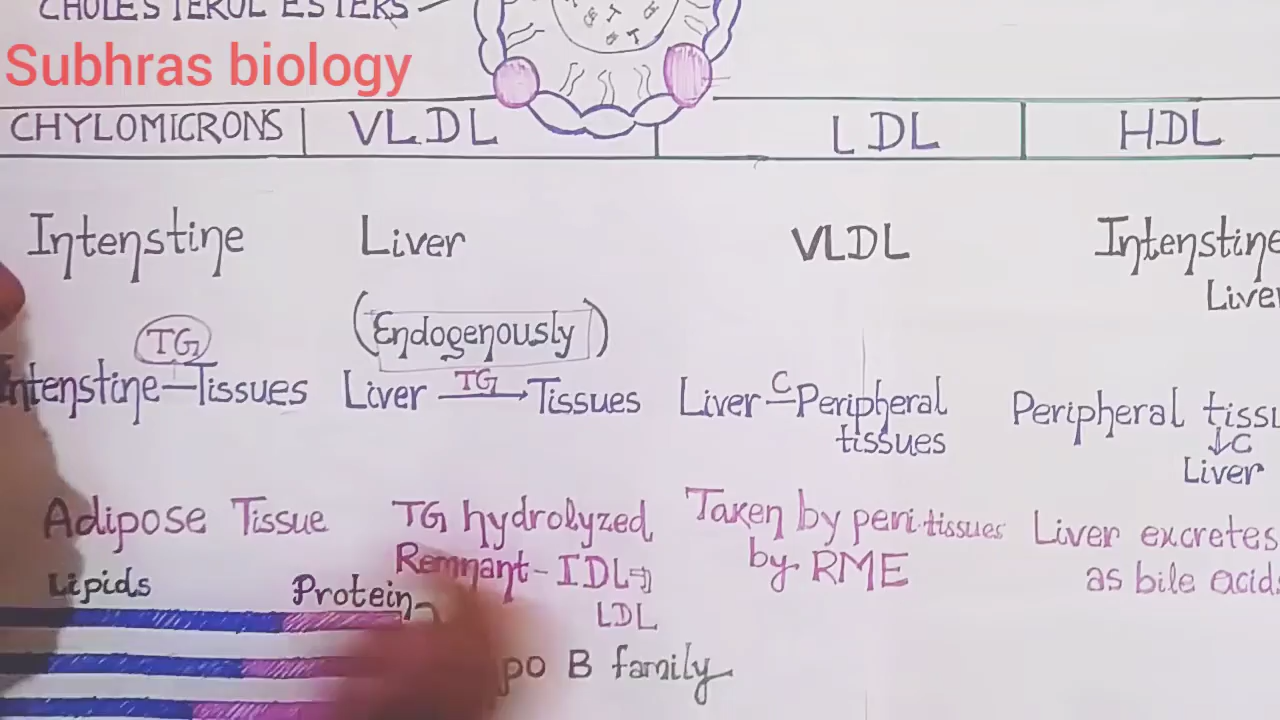 CHOLESTEROL ESTERS
Subhras biology
CHYLOMICRONS VLDL LDL HDL
Intenstine Liver VLDL Intenstine
Liver
(Endogenously)
TG
Intenstine—Tissues Liver TG→ Tissues Liver C— Peripheral Peripheral
tissues ↓C
Liver
Adipose Tissue TG hydrolyzed Taken by peri.tissues Liver excretes
Remnant - IDL⇒ by RME as bile acids
LDL
Lipids Protein
B family